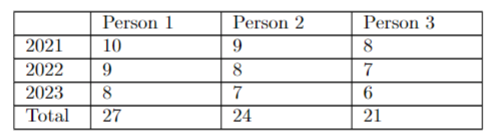 Person 1 Person 2 Person 3
2021 10 9 8
2022 9 8 7
2023 8 7 6
Total 27 24 21